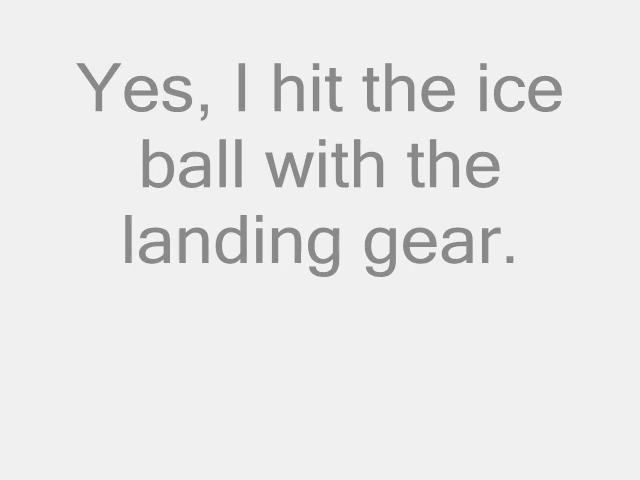 Yes, I hit the ice
ball with the
landing gear.